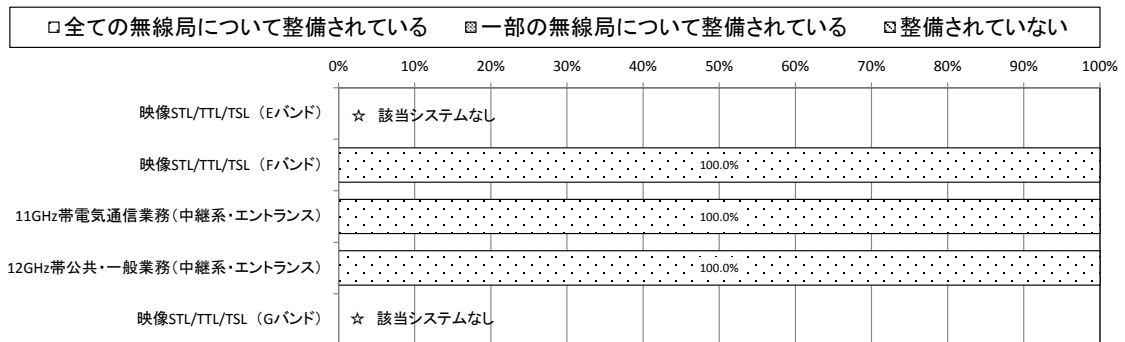 全ての無線局について整備されている 一部の無線局について整備されている 整備されていない
0% 10% 20% 30% 40% 50% 60% 70% 80% 90% 100%
映像STL/TTL/TSL(Eバンド) ☆ 該当システムなし
映像STL/TTL/TSL(Fバンド) 100.0%
11GHz帯電気通信業務(中継系・エントランス) 100.0%
12GHz帯公共・一般業務(中継系・エントランス) 100.0%
映像STL/TTL/TSL(Gバンド) ☆ 該当システムなし